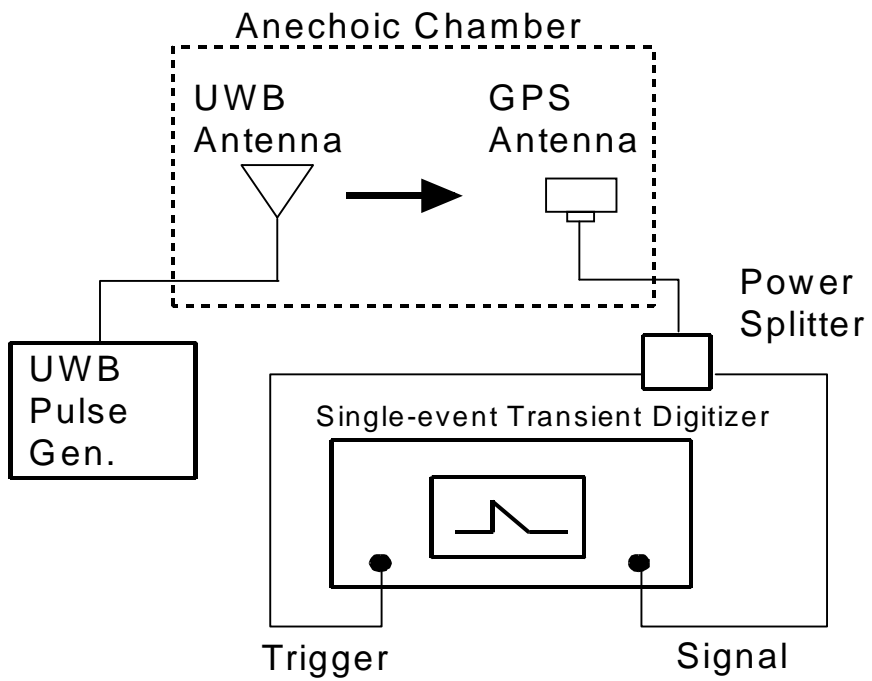 Anechoic Chamber
UWB
Antenna
GPS
Antenna
Power
Splitter
UWB
Pulse
Gen.
Single-event Transient Digitizer
Trigger
Signal